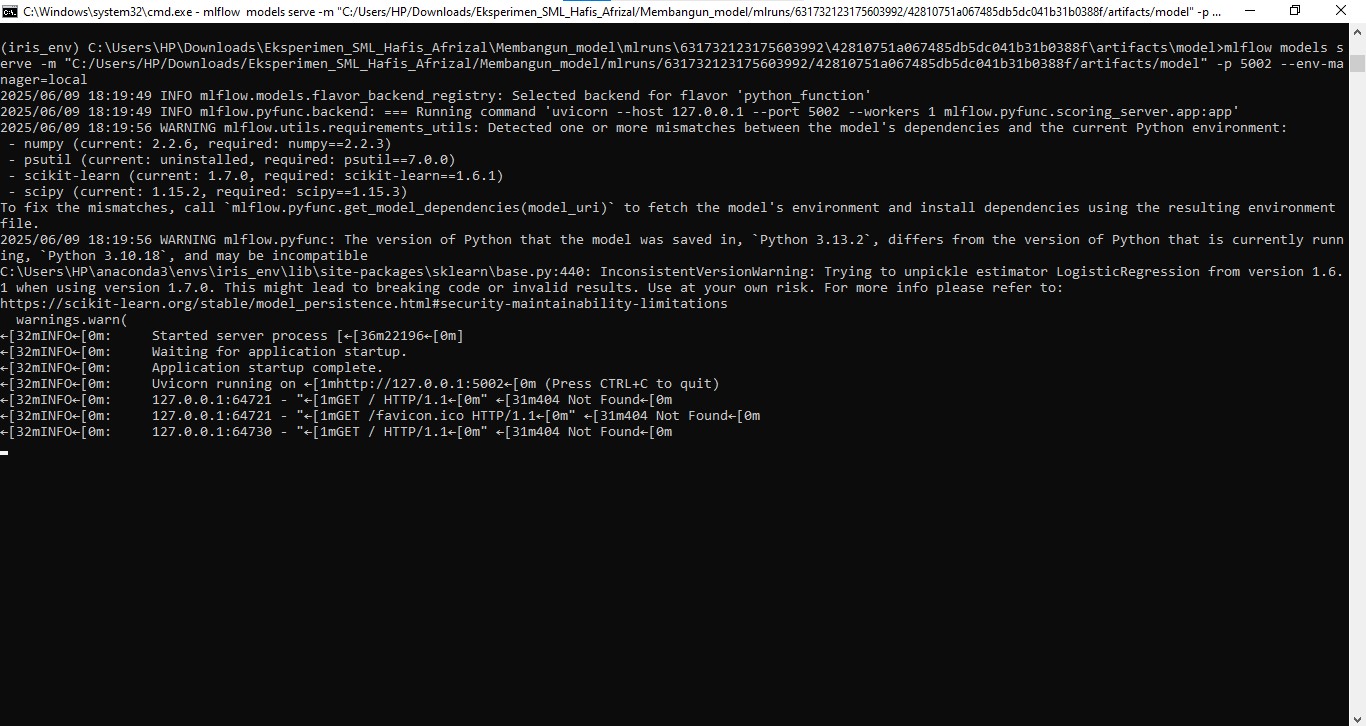 C:\Windows\system32\cmd.exe - mlflow  models serve -m "C:/Users/HP/Downloads/Eksperimen_SML_Hafis_Afrizal/Membangun_model/mlruns/631732123175603992/42810751a067485db5dc041b31b0388f/artifacts/model" -p ...
(iris_env) C:\Users\HP\Downloads\Eksperimen_SML_Hafis_Afrizal\Membangun_model\mlruns\631732123175603992\42810751a067485db5dc041b31b0388f\artifacts\model>mlflow models s
erve -m "C:/Users/HP/Downloads/Eksperimen_SML_Hafis_Afrizal/Membangun_model/mlruns/631732123175603992/42810751a067485db5dc041b31b0388f/artifacts/model" -p 5002 --env-ma
nager=local
2025/06/09 18:19:49 INFO mlflow.models.flavor_backend_registry: Selected backend for flavor 'python_function'
2025/06/09 18:19:49 INFO mlflow.pyfunc.backend: === Running command 'uvicorn --host 127.0.0.1 --port 5002 --workers 1 mlflow.pyfunc.scoring_server.app:app'
2025/06/09 18:19:56 WARNING mlflow.utils.requirements_utils: Detected one or more mismatches between the model's dependencies and the current Python environment:
 - numpy (current: 2.2.6, required: numpy==2.2.3)
 - psutil (current: uninstalled, required: psutil==7.0.0)
 - scikit-learn (current: 1.7.0, required: scikit-learn==1.6.1)
 - scipy (current: 1.15.2, required: scipy==1.15.3)
To fix the mismatches, call `mlflow.pyfunc.get_model_dependencies(model_uri)` to fetch the model's environment and install dependencies using the resulting environment
file.
2025/06/09 18:19:56 WARNING mlflow.pyfunc: The version of Python that the model was saved in, `Python 3.13.2`, differs from the version of Python that is currently runn
ing, `Python 3.10.18`, and may be incompatible
C:\Users\HP\anaconda3\envs\iris_env\lib\site-packages\sklearn\base.py:440: InconsistentVersionWarning: Trying to unpickle estimator LogisticRegression from version 1.6.
1 when using version 1.7.0. This might lead to breaking code or invalid results. Use at your own risk. For more info please refer to:
https://scikit-learn.org/stable/model_persistence.html#security-maintainability-limitations
  warnings.warn(
←[32mINFO←[0m:     Started server process [←[36m22196←[0m]
←[32mINFO←[0m:     Waiting for application startup.
←[32mINFO←[0m:     Application startup complete.
←[32mINFO←[0m:     Uvicorn running on ←[1mhttp://127.0.0.1:5002←[0m (Press CTRL+C to quit)
←[32mINFO←[0m:     127.0.0.1:64721 - "←[1mGET / HTTP/1.1←[0m" ←[31m404 Not Found←[0m
←[32mINFO←[0m:     127.0.0.1:64721 - "←[1mGET /favicon.ico HTTP/1.1←[0m" ←[31m404 Not Found←[0m
←[32mINFO←[0m:     127.0.0.1:64730 - "←[1mGET / HTTP/1.1←[0m" ←[31m404 Not Found←[0m